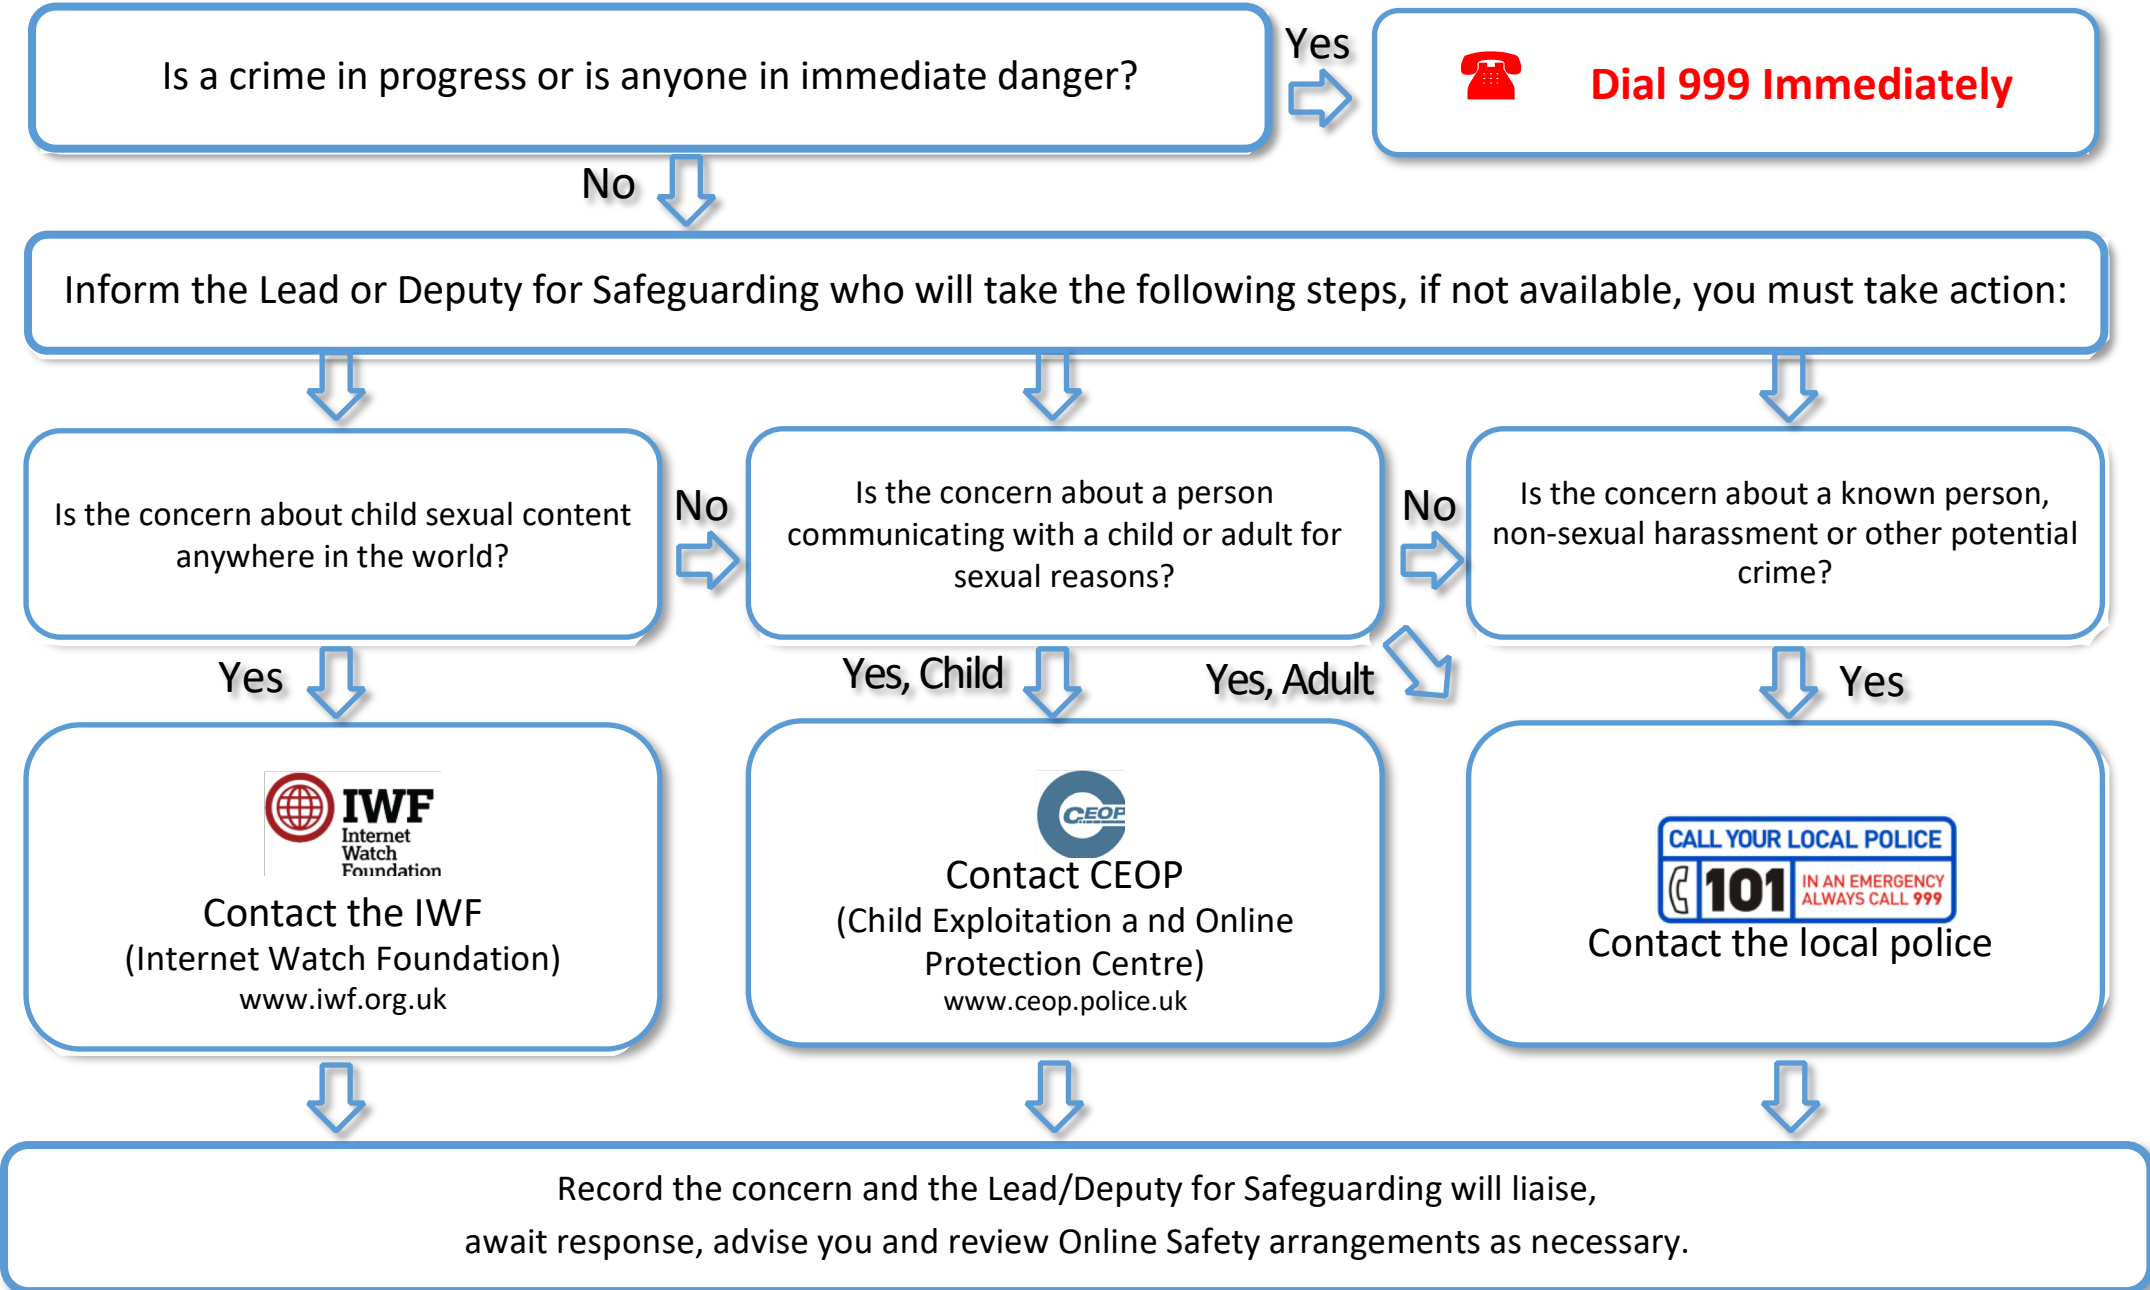 Is a crime in progress or is anyone in immediate danger?
Yes
Dial 999 Immediately
No
Inform the Lead or Deputy for Safeguarding who will take the following steps, if not available, you must take action:
Is the concern about child sexual content
anywhere in the world?
No
Is the concern about a person
communicating with a child or adult for
sexual reasons?
No
Is the concern about a known person,
non-sexual harassment or other potential
crime?
Yes
Yes, Child
Yes, Adult
Yes
IWF
Internet
Watch
Foundation
Contact the IWF
(Internet Watch Foundation)
www.iwf.org.uk
CEOP
Contact CEOP
(Child Exploitation a nd Online
Protection Centre)
www.ceop.police.uk
CALL YOUR LOCAL POLICE
101
IN AN EMERGENCY
ALWAYS CALL 999
Contact the local police
Record the concern and the Lead/Deputy for Safeguarding will liaise,
await response, advise you and review Online Safety arrangements as necessary.